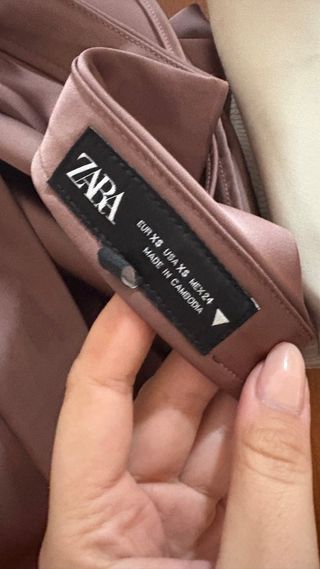 ZARA
EUR XS USA XS MEX 24
MADE IN CAMBODIA